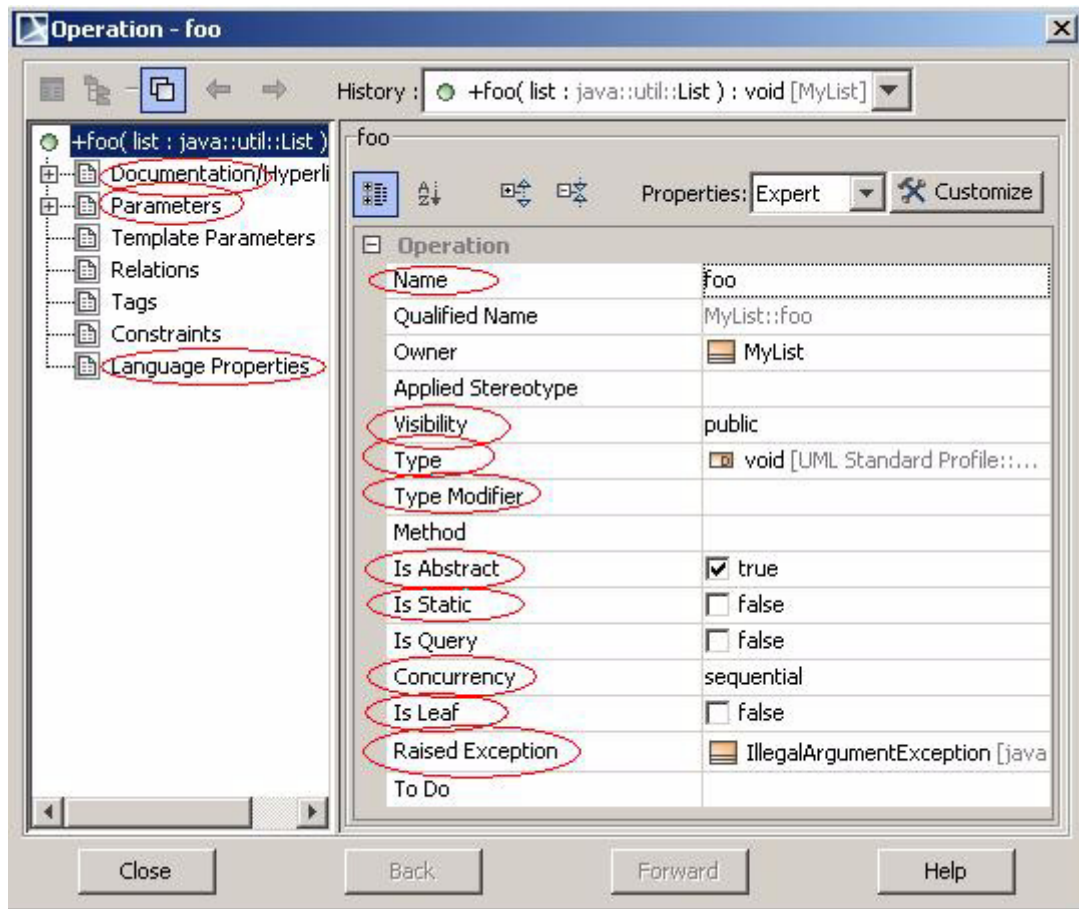 Operation - foo
History : +foo( list : java::util::List ) : void [MyList]
+foo( list : java::util::List )
Documentation/Hyperli
Parameters
Template Parameters
Relations
Tags
Constraints
Language Properties
foo
Properties: Expert Customize
Operation
Name foo
Qualified Name MyList::foo
Owner MyList
Applied Stereotype
Visibility public
Type void [UML Standard Profile::...
Type Modifier
Method
Is Abstract true
Is Static false
Is Query false
Concurrency sequential
Is Leaf false
Raised Exception IllegalArgumentException [java
To Do
Close Back Forward Help